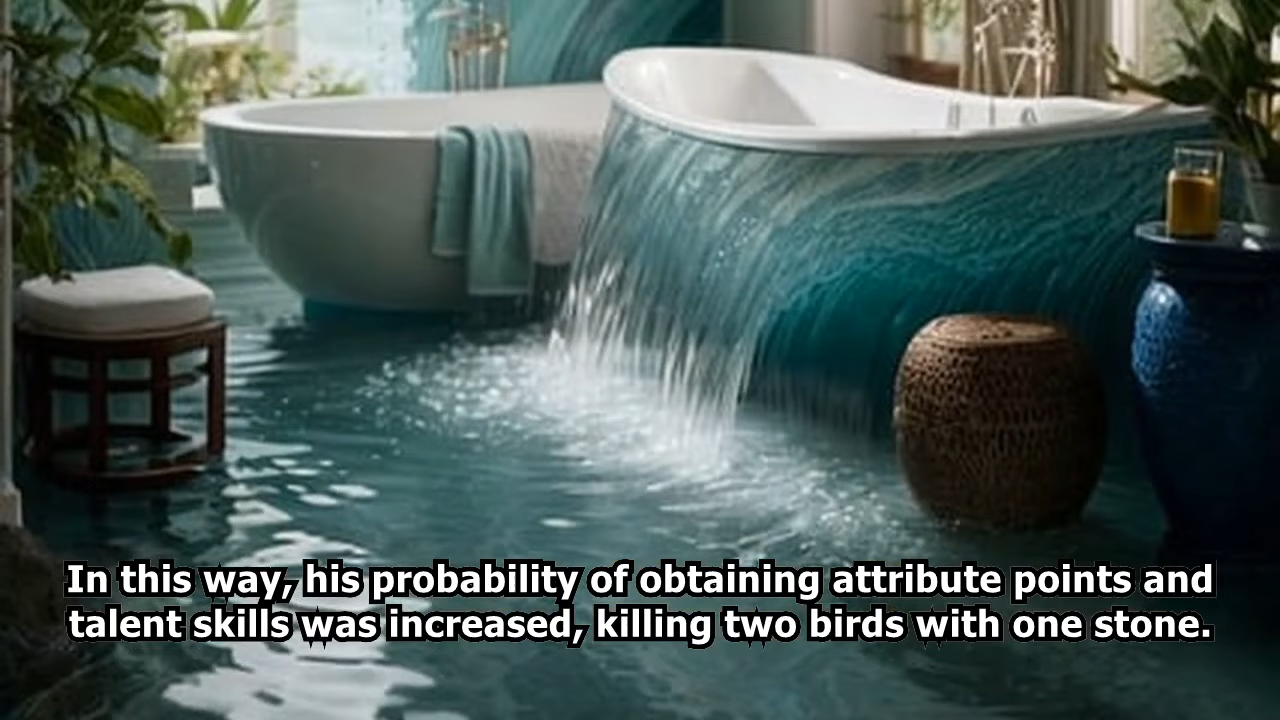 In this way, his probability of obtaining attribute points and
talent skills was increased, killing two birds with one stone.